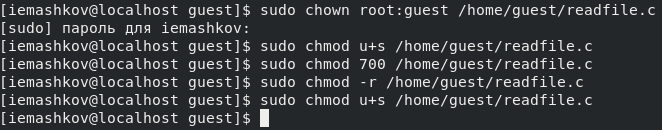 [iemashkov@localhost guest]$ sudo chown root:guest /home/guest/readfile.c
[sudo] пароль для iemashkov:
[iemashkov@localhost guest]$ sudo chmod u+s /home/guest/readfile.c
[iemashkov@localhost guest]$ sudo chmod 700 /home/guest/readfile.c
[iemashkov@localhost guest]$ sudo chmod -r /home/guest/readfile.c
[iemashkov@localhost guest]$ sudo chmod u+s /home/guest/readfile.c
[iemashkov@localhost guest]$